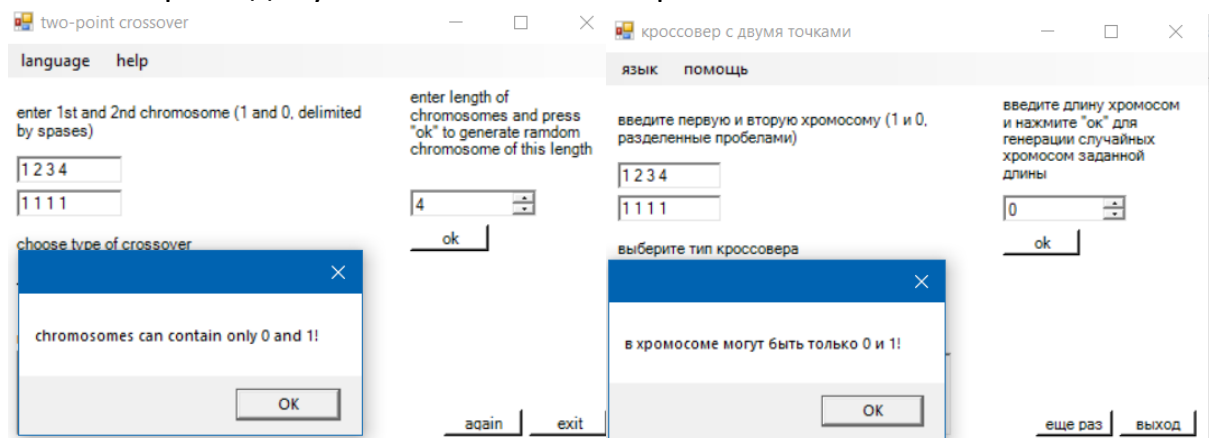 two-point crossover
language help
enter 1st and 2nd chromosome (1 and 0, delimited
by spases)
1 2 3 4
1 1 1 1
choose type of crossover
enter length of
chromosomes and press
"ok" to generate ramdom
chromosome of this length
4
ok
chromosomes can contain only 0 and 1!
OK
again exit
кроссовер с двумя точками
язык помощь
введите первую и вторую хромосому (1 и 0,
разделенные пробелами)
1 2 3 4
1 1 1 1
выберите тип кроссовера
введите длину хромосом
и нажмите "ок" для
генерации случайных
хромосом заданной
длины
0
ok
в хромосоме могут быть только 0 и 1!
OK
еще раз выход